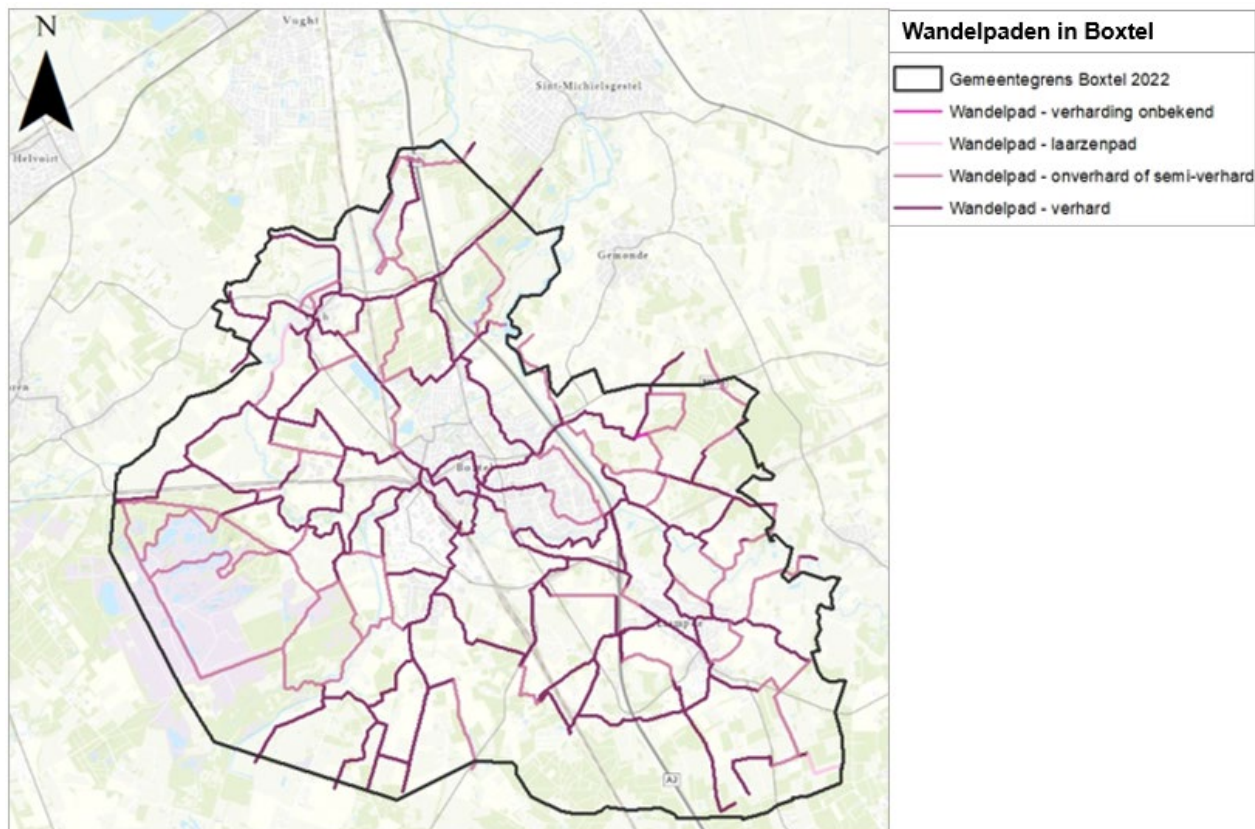 Wandelpaden in Boxtel
Gemeentegrens Boxtel 2022
Wandelpad - verharding onbekend
Wandelpad - laarzenpad
Wandelpad - onverhard of semi-verhard
Wandelpad - verhard
N
Vught
Sint-Michielsgestel
Helvoirt
Gemonde
Boxtel
A2